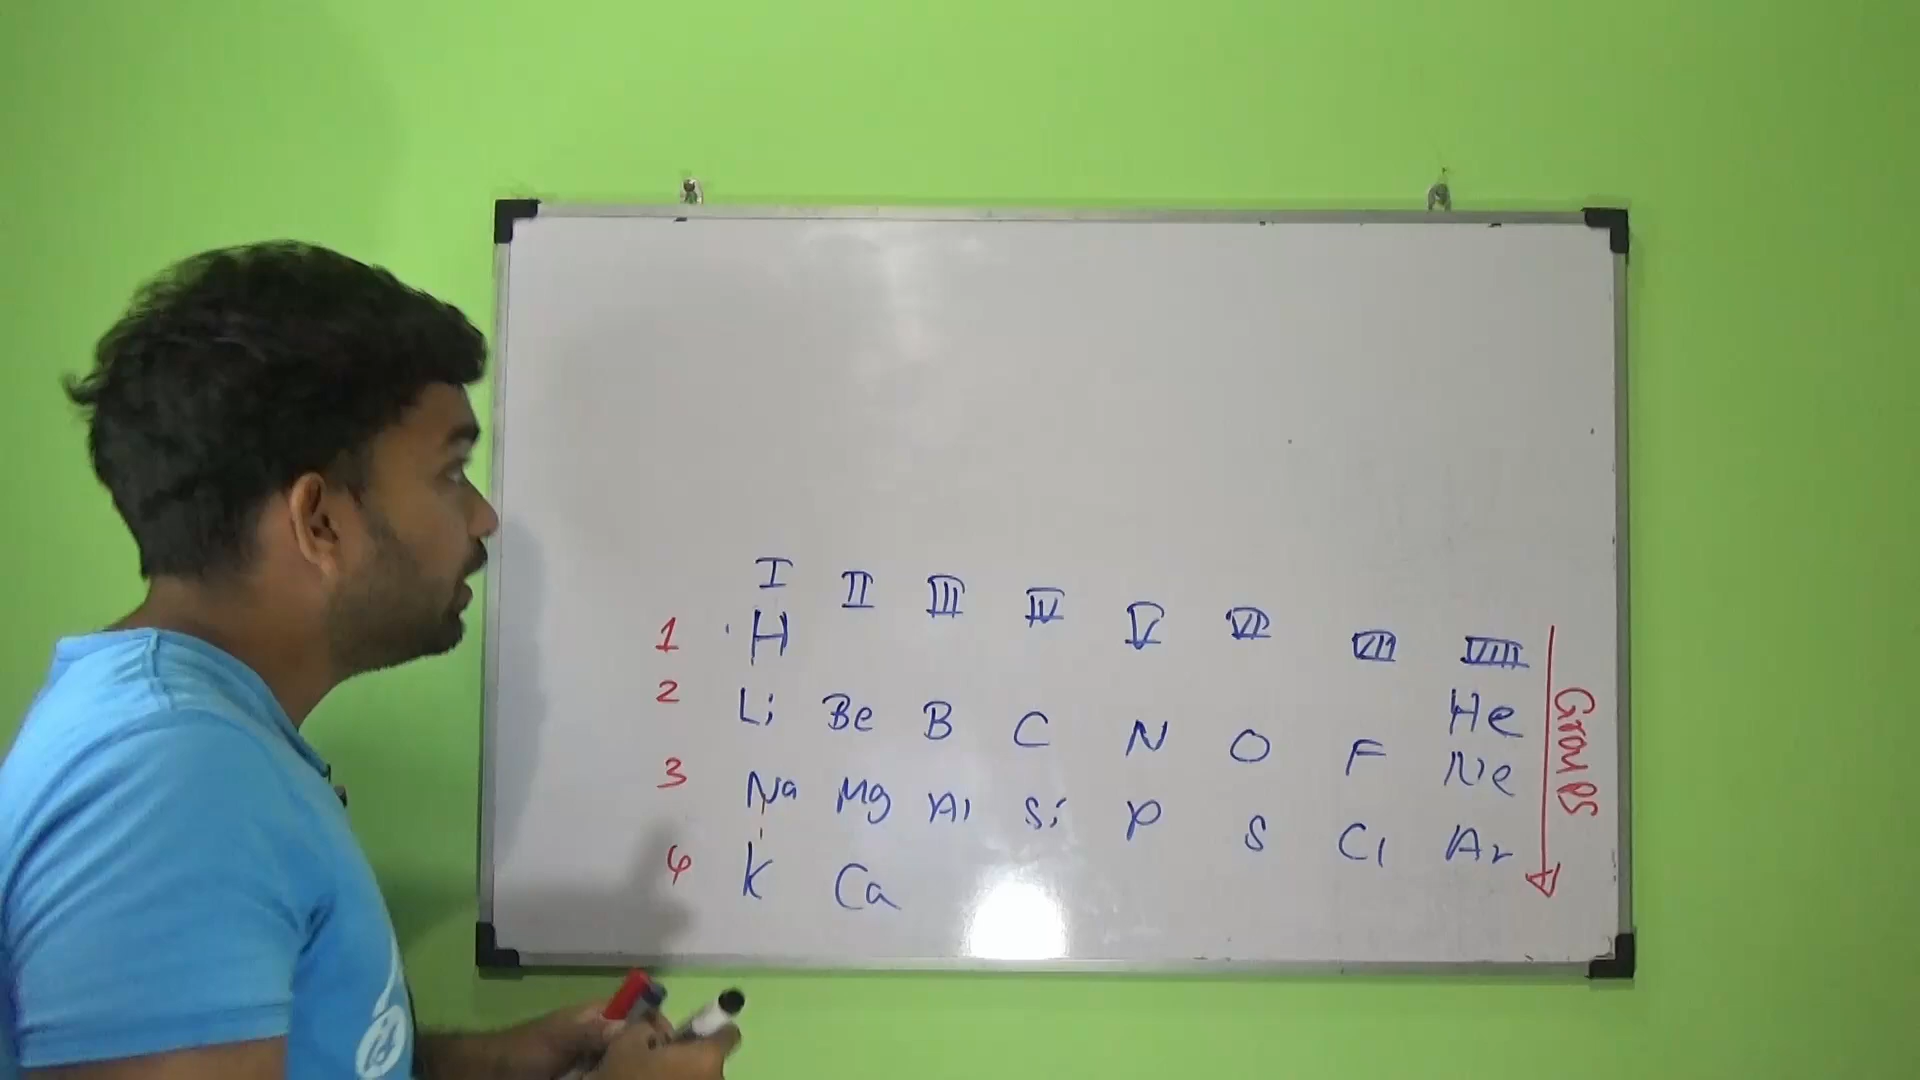 I II III IV V VI VII VIII
1 H He
2 Li Be B C N O F Ne
3 Na Mg Al Si P S Cl Ar
4 K Ca
Groups